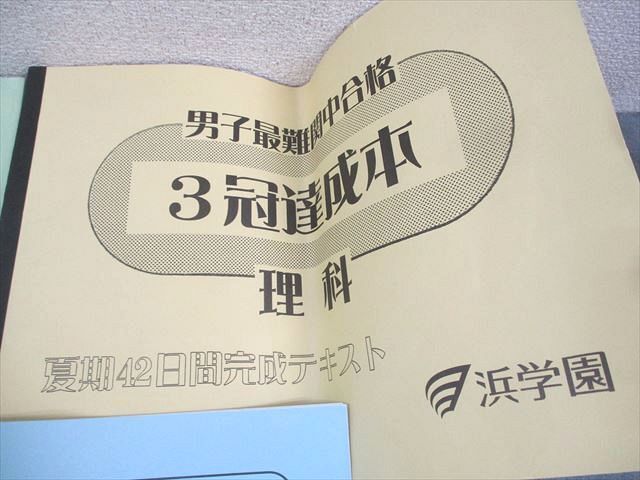 男子最難関中合格
3冠達成本
理科
夏期42日間完成テキスト
浜学園